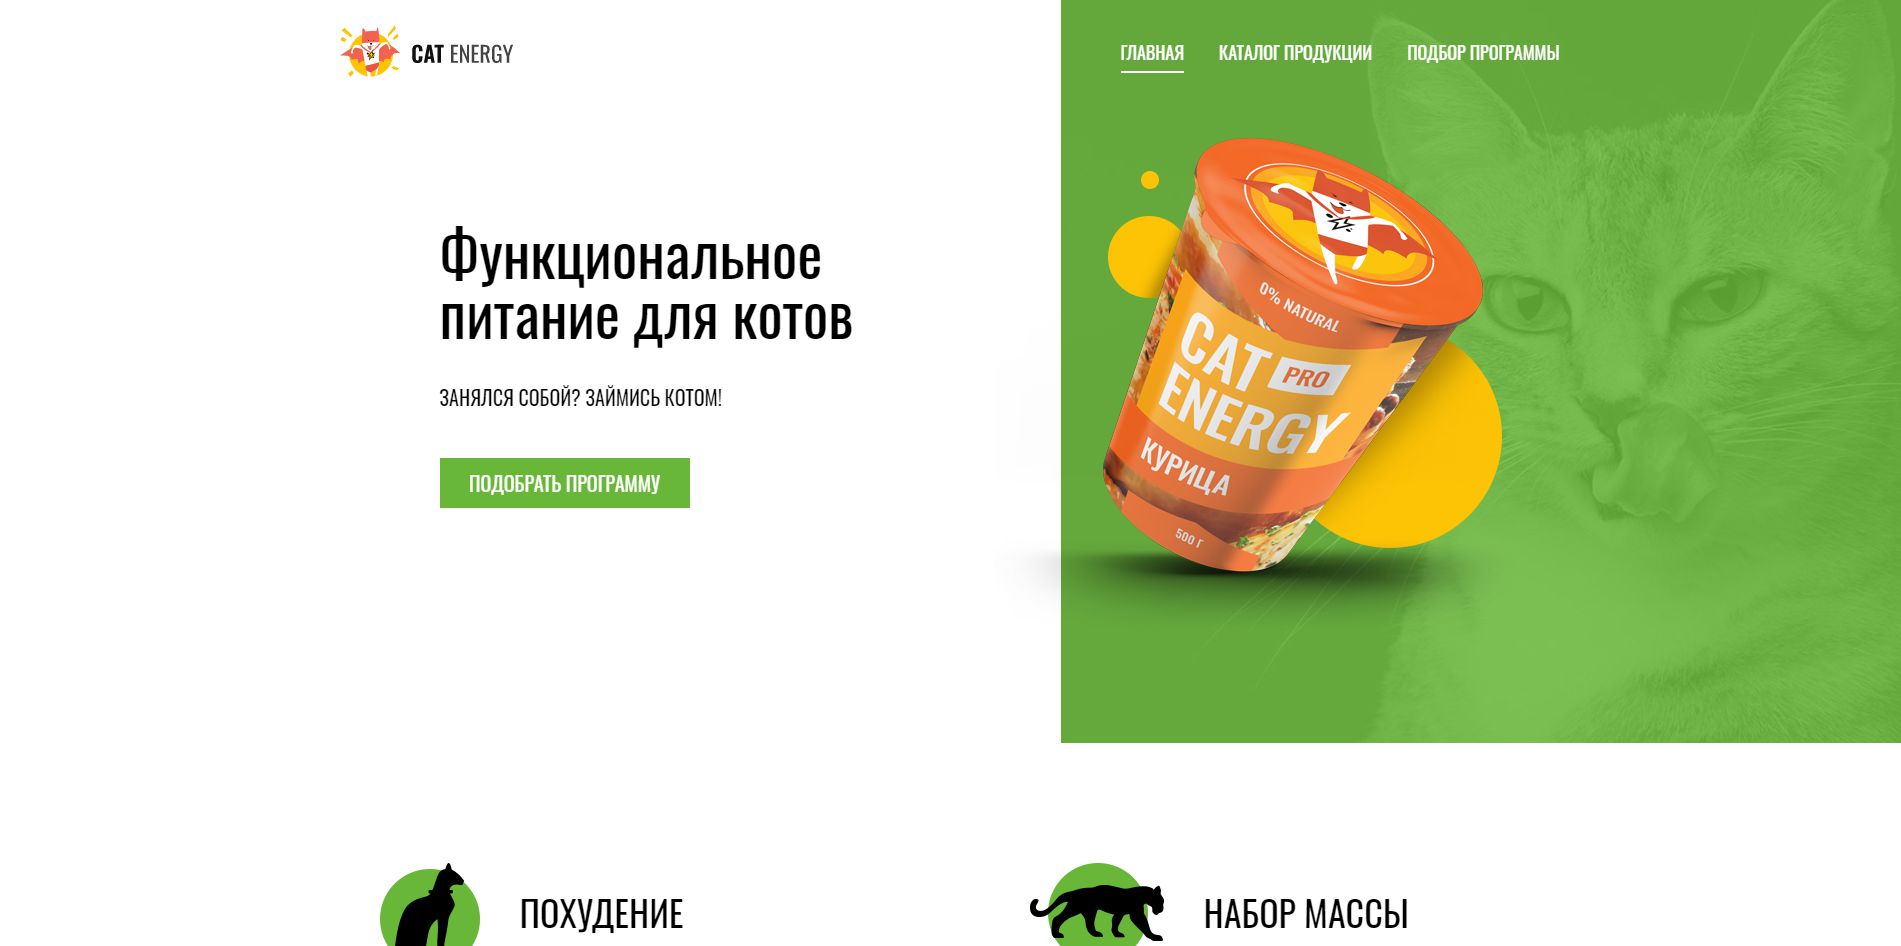 CAT ENERGY
ГЛАВНАЯ
КАТАЛОГ ПРОДУКЦИИ
ПОДБОР ПРОГРАММЫ
Функциональное
питание для котов
ЗАНЯЛСЯ СОБОЙ? ЗАЙМИСЬ КОТОМ!
ПОДОБРАТЬ ПРОГРАММУ
0% NATURAL
CAT PRO
ENERGY
КУРИЦА
500 Г
ПОХУДЕНИЕ
НАБОР МАССЫ